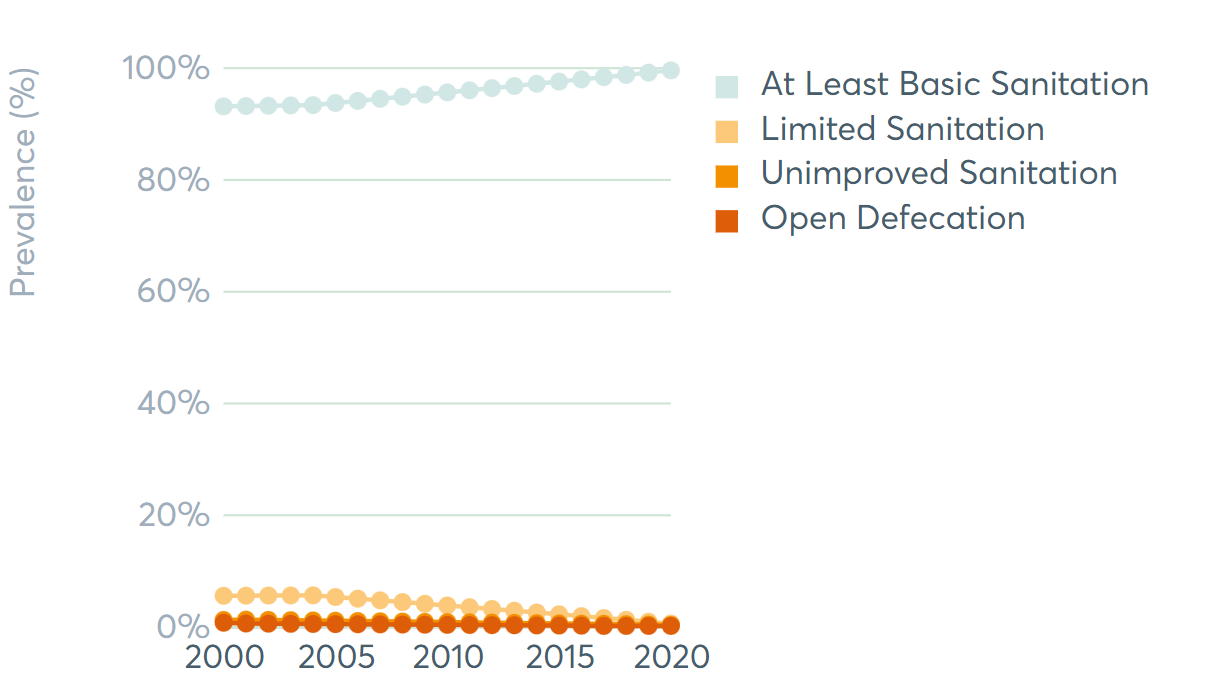 Prevalence (%)
100%
80%
60%
40%
20%
0%
2000 2005 2010 2015 2020
At Least Basic Sanitation
Limited Sanitation
Unimproved Sanitation
Open Defecation